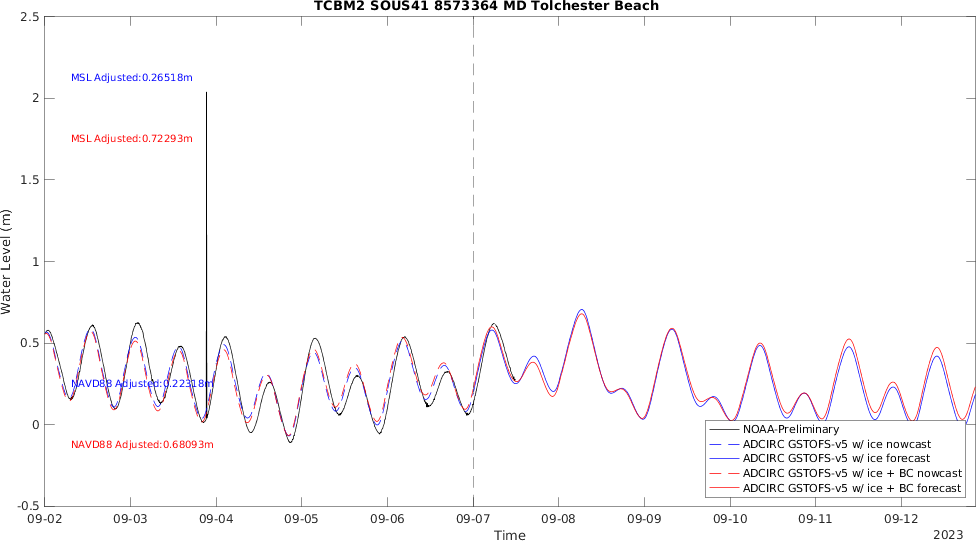 TCBM2 SOUS41 8573364 MD Tolchester Beach
2.5
2
1.5
1
0.5
0
-0.5
Water Level (m)
MSL Adjusted:0.26518m
MSL Adjusted:0.72293m
NAVD88 Adjusted:0.22318m
NAVD88 Adjusted:0.68093m
NOAA-Preliminary
ADCIRC GSTOFS-v5 w/ ice nowcast
ADCIRC GSTOFS-v5 w/ ice forecast
ADCIRC GSTOFS-v5 w/ ice + BC nowcast
ADCIRC GSTOFS-v5 w/ ice + BC forecast
09-02 09-03 09-04 09-05 09-06 09-07 09-08 09-09 09-10 09-11 09-12
Time
2023